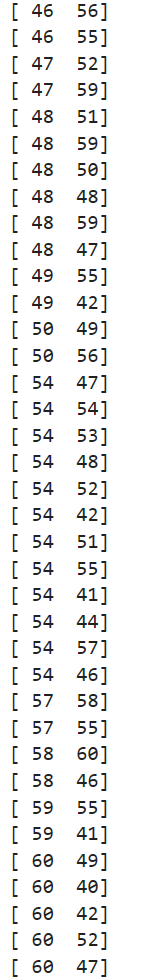 [ 46 56]
[ 46 55]
[ 47 52]
[ 47 59]
[ 48 51]
[ 48 59]
[ 48 50]
[ 48 48]
[ 48 59]
[ 48 47]
[ 49 55]
[ 49 42]
[ 50 49]
[ 50 56]
[ 54 47]
[ 54 54]
[ 54 53]
[ 54 48]
[ 54 52]
[ 54 42]
[ 54 51]
[ 54 55]
[ 54 41]
[ 54 44]
[ 54 57]
[ 54 46]
[ 57 58]
[ 57 55]
[ 58 60]
[ 58 46]
[ 59 55]
[ 59 41]
[ 60 49]
[ 60 40]
[ 60 42]
[ 60 52]
[ 60 47]